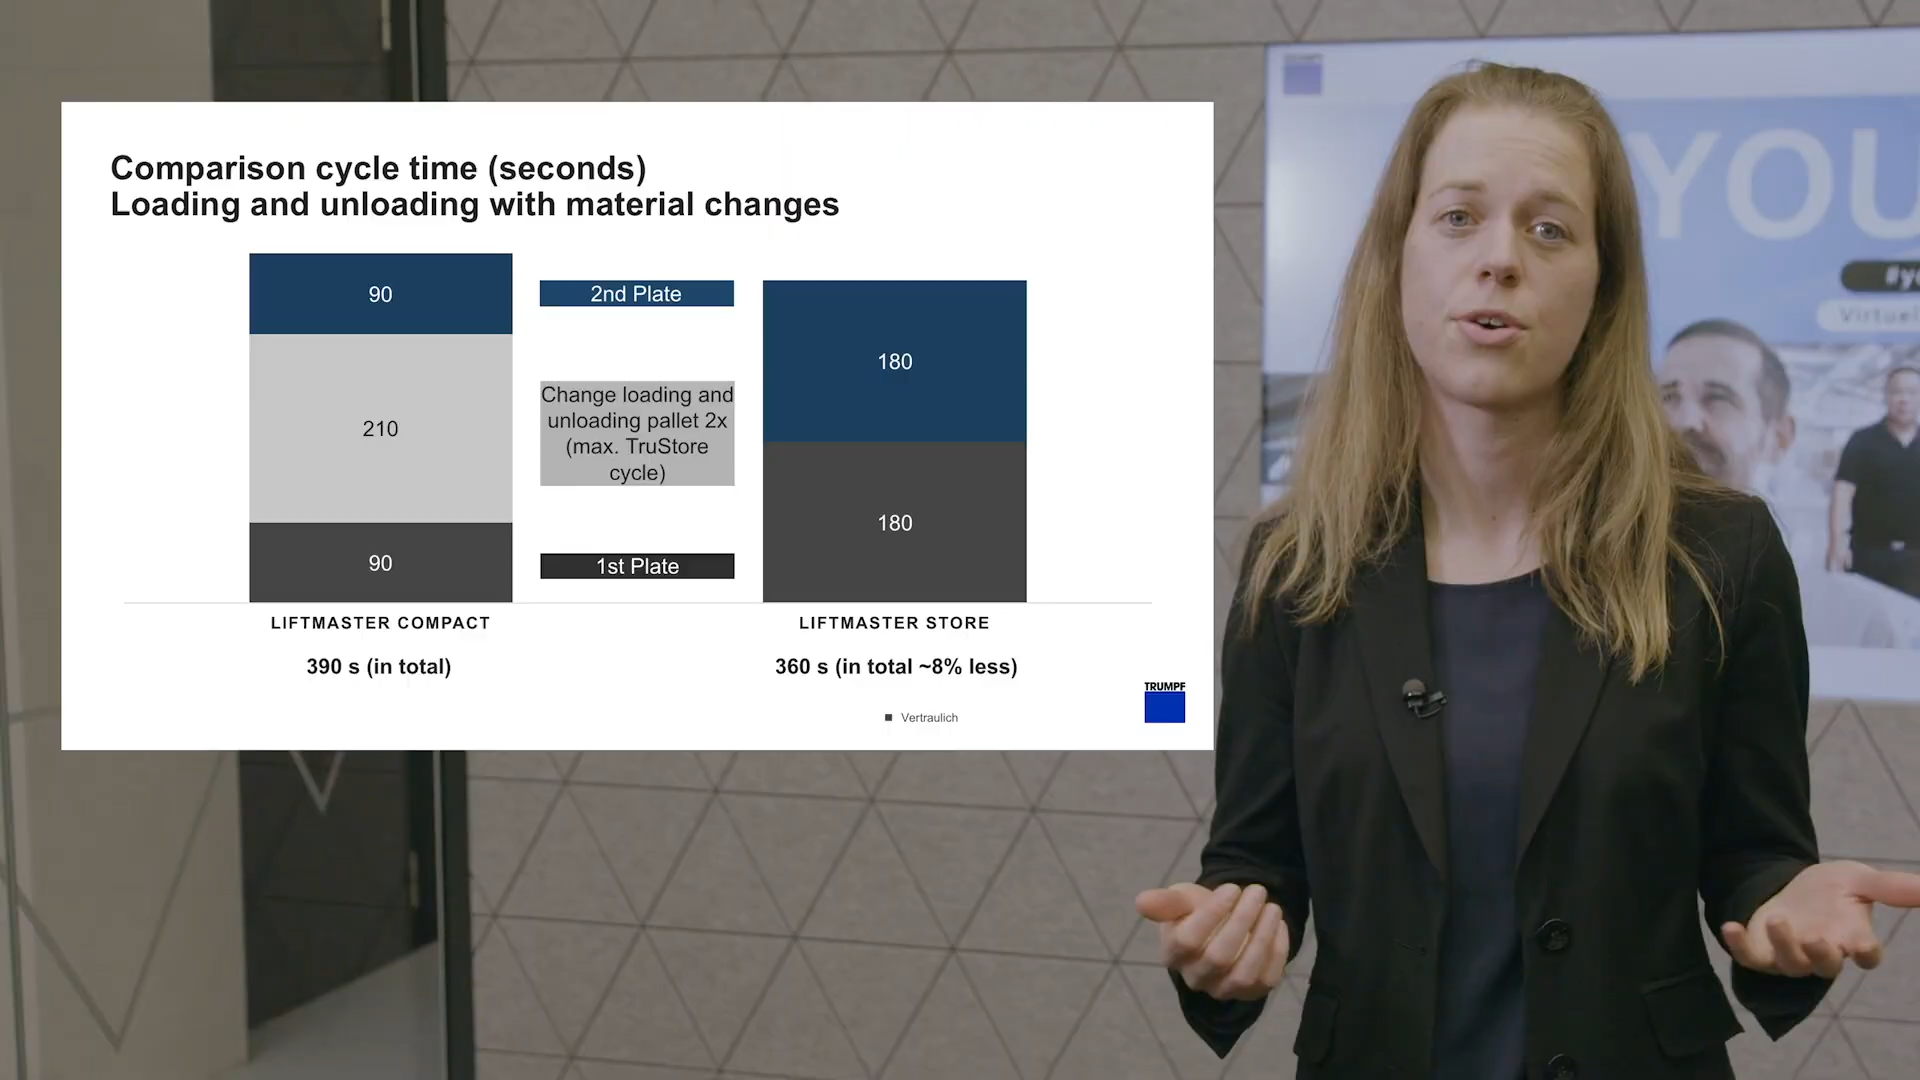 Comparison cycle time (seconds)
Loading and unloading with material changes
90
210
90
2nd Plate
Change loading and
unloading pallet 2x
(max. TruStore
cycle)
1st Plate
180
180
LIFTMASTER COMPACT
LIFTMASTER STORE
390 s (in total)
360 s (in total ~8% less)
Vertraulich
TRUMPF
YOU